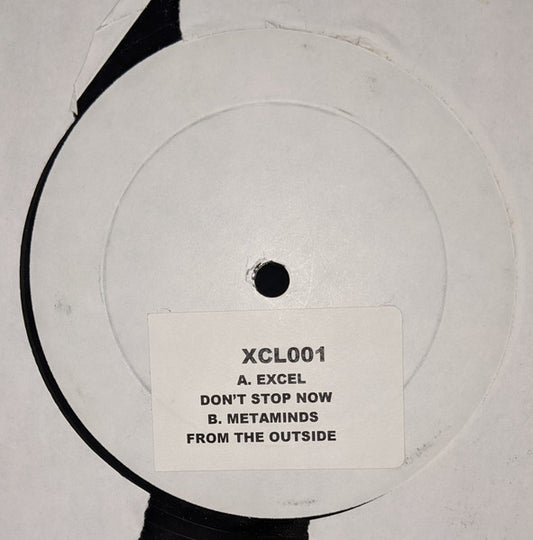 XCL001
A. EXCEL
DON'T STOP NOW
B. METAMINDS
FROM THE OUTSIDE